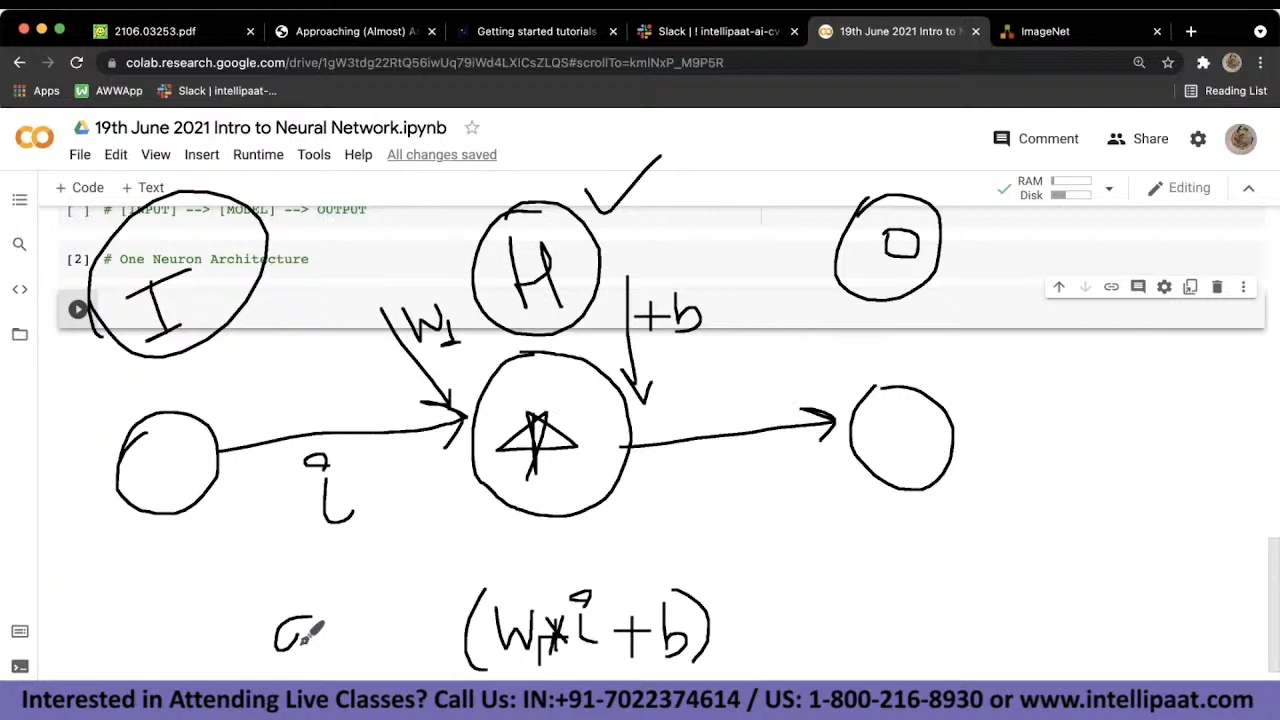 2106.03253.pdf
Approaching (Almost) A
Getting started tutorials
Slack | ! intellipaat-ai-cv
19th June 2021 Intro to N
ImageNet
colab.research.google.com/drive/1gW3tdg22RtQ56iwUq79iWd4LXICsZLQS#scrollTo=kmlNxP_M9P5R
Apps AWWApp Slack | intellipaat-... Reading List
CO 19th June 2021 Intro to Neural Network.ipynb
Comment Share
File Edit View Insert Runtime Tools Help All changes saved
+ Code + Text
RAM
Disk
Editing
[ ] # [INPUT] --> [MODEL] --> OUTPUT
[2] # One Neuron Architecture
I H O
W1 +b
i
(W1*i+b)
Interested in Attending Live Classes? Call Us: IN:+91-7022374614 / US: 1-800-216-8930 or www.intellipaat.com